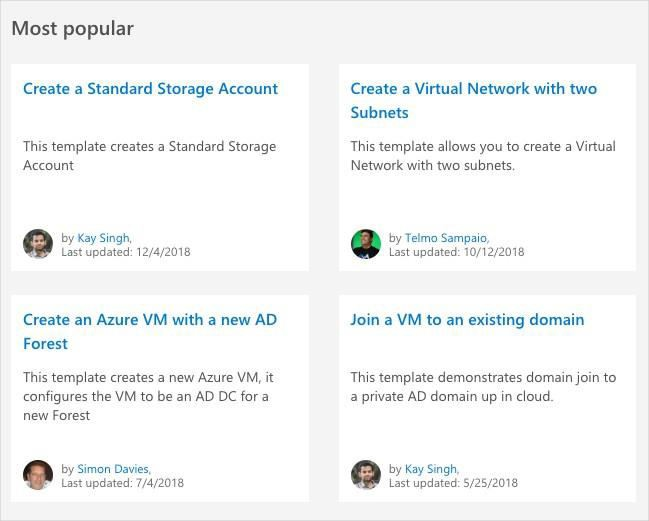 Most popular
Create a Standard Storage Account
This template creates a Standard Storage
Account
by Kay Singh,
Last updated: 12/4/2018
Create a Virtual Network with two
Subnets
This template allows you to create a Virtual
Network with two subnets.
by Telmo Sampaio,
Last updated: 10/12/2018
Create an Azure VM with a new AD
Forest
This template creates a new Azure VM, it
configures the VM to be an AD DC for a
new Forest
by Simon Davies,
Last updated: 7/4/2018
Join a VM to an existing domain
This template demonstrates domain join to
a private AD domain up in cloud.
by Kay Singh,
Last updated: 5/25/2018